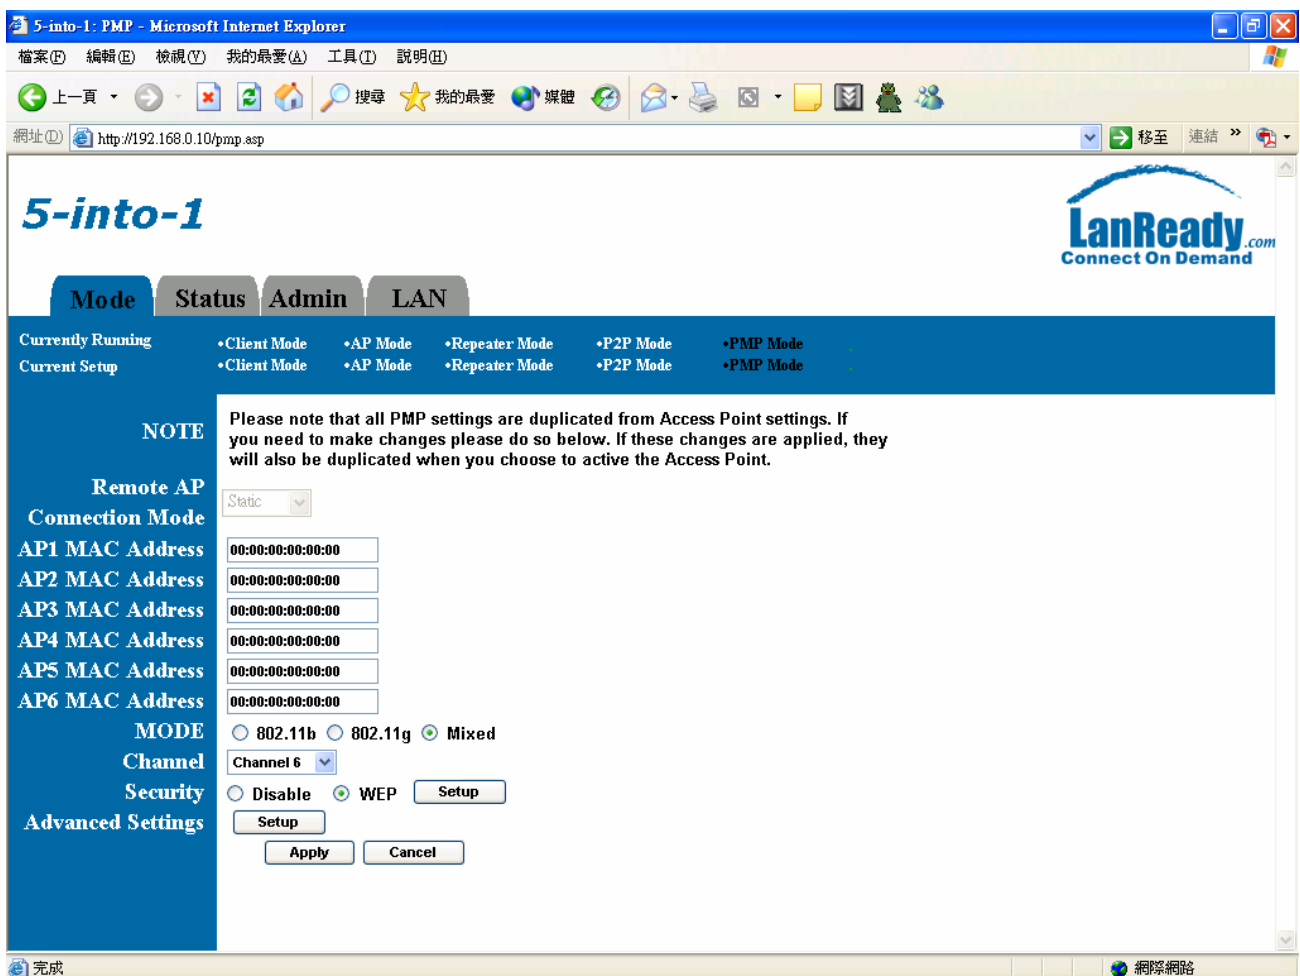 5-into-1: PMP - Microsoft Internet Explorer
檔案(F) 編輯(E) 檢視(V) 我的最愛(A) 工具(T) 說明(H)
上一頁 搜尋 我的最愛 媒體
網址(D) http://192.168.0.10/pmp.asp 移至 連結 »
5-into-1
LanReady.com
Connect On Demand
Mode Status Admin LAN
Currently Running •Client Mode •AP Mode •Repeater Mode •P2P Mode •PMP Mode
Current Setup •Client Mode •AP Mode •Repeater Mode •P2P Mode •PMP Mode
NOTE
Please note that all PMP settings are duplicated from Access Point settings. If
you need to make changes please do so below. If these changes are applied, they
will also be duplicated when you choose to active the Access Point.
Remote AP
Connection Mode
Static
AP1 MAC Address 00:00:00:00:00:00
AP2 MAC Address 00:00:00:00:00:00
AP3 MAC Address 00:00:00:00:00:00
AP4 MAC Address 00:00:00:00:00:00
AP5 MAC Address 00:00:00:00:00:00
AP6 MAC Address 00:00:00:00:00:00
MODE 802.11b 802.11g Mixed
Channel Channel 6
Security Disable WEP Setup
Advanced Settings Setup
Apply Cancel
完成 網際網路